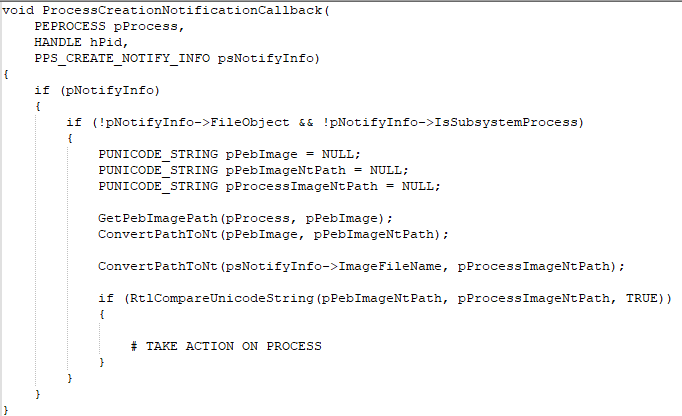 void ProcessCreationNotificationCallback(
    PEPROCESS pProcess,
    HANDLE hPid,
    PPS_CREATE_NOTIFY_INFO psNotifyInfo)
{
    if (pNotifyInfo)
    {
        if (!pNotifyInfo->FileObject && !pNotifyInfo->IsSubsystemProcess)
        {
            PUNICODE_STRING pPebImage = NULL;
            PUNICODE_STRING pPebImageNtPath = NULL;
            PUNICODE_STRING pProcessImageNtPath = NULL;

            GetPebImagePath(pProcess, pPebImage);
            ConvertPathToNt(pPebImage, pPebImageNtPath);

            ConvertPathToNt(psNotifyInfo->ImageFileName, pProcessImageNtPath);

            if (RtlCompareUnicodeString(pPebImageNtPath, pProcessImageNtPath, TRUE))
            {

                # TAKE ACTION ON PROCESS
            }
        }
    }
}